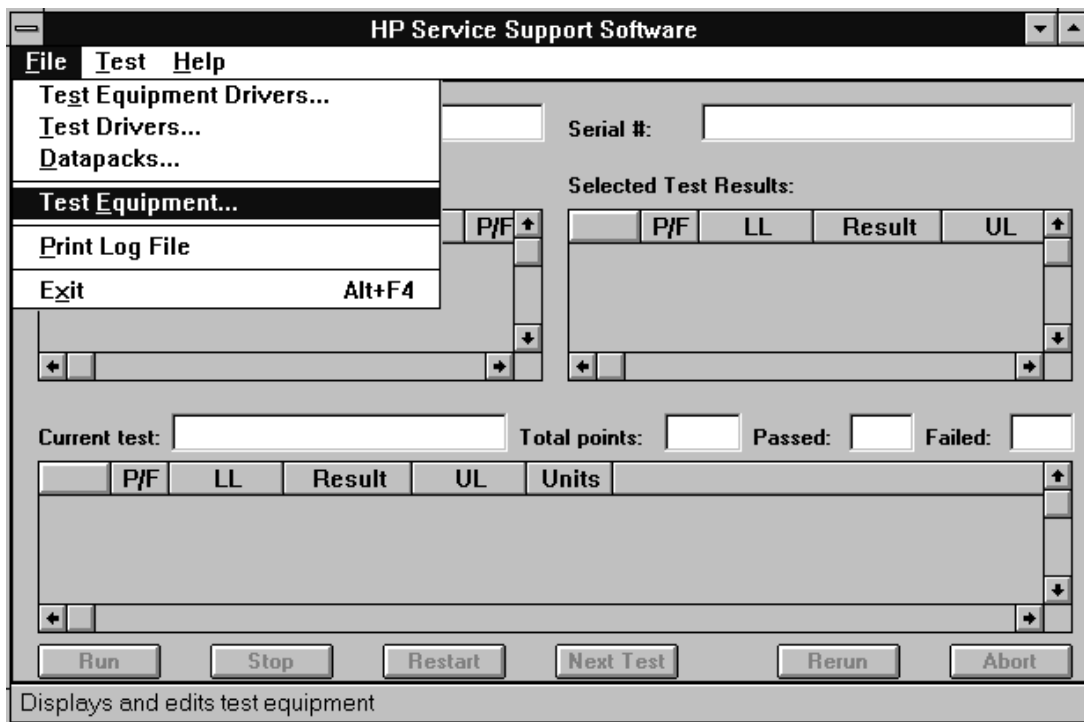 HP Service Support Software
File Test Help
Test Equipment Drivers...
Test Drivers...
Datapacks...
Test Equipment...
Print Log File
Exit Alt+F4
Serial #:
Selected Test Results:
P/F
P/F LL Result UL
Current test: Total points: Passed: Failed:
P/F LL Result UL Units
Run Stop Restart Next Test Rerun Abort
Displays and edits test equipment